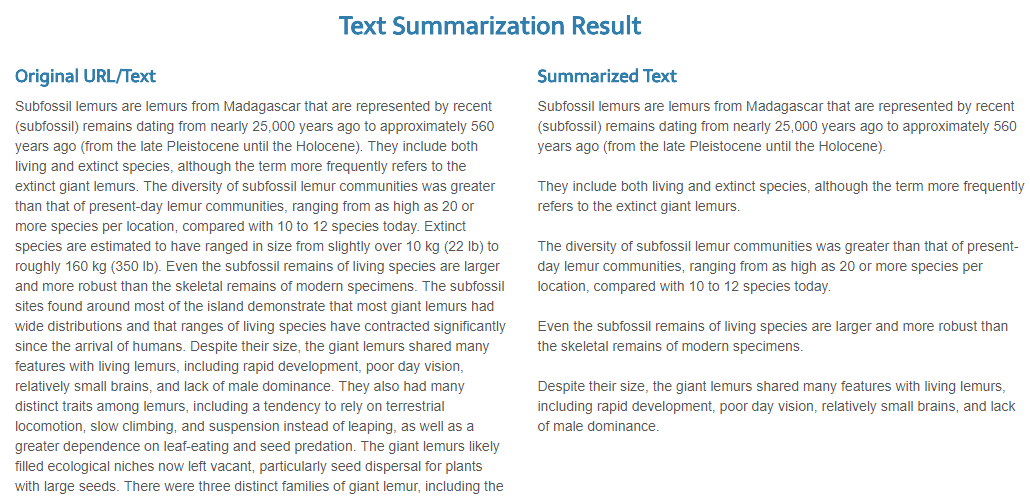 Text Summarization Result
Original URL/Text
Subfossil lemurs are lemurs from Madagascar that are represented by recent
(subfossil) remains dating from nearly 25,000 years ago to approximately 560
years ago (from the late Pleistocene until the Holocene). They include both
living and extinct species, although the term more frequently refers to the
extinct giant lemurs. The diversity of subfossil lemur communities was greater
than that of present-day lemur communities, ranging from as high as 20 or
more species per location, compared with 10 to 12 species today. Extinct
species are estimated to have ranged in size from slightly over 10 kg (22 lb) to
roughly 160 kg (350 lb). Even the subfossil remains of living species are larger
and more robust than the skeletal remains of modern specimens. The subfossil
sites found around most of the island demonstrate that most giant lemurs had
wide distributions and that ranges of living species have contracted significantly
since the arrival of humans. Despite their size, the giant lemurs shared many
features with living lemurs, including rapid development, poor day vision,
relatively small brains, and lack of male dominance. They also had many
distinct traits among lemurs, including a tendency to rely on terrestrial
locomotion, slow climbing, and suspension instead of leaping, as well as a
greater dependence on leaf-eating and seed predation. The giant lemurs likely
filled ecological niches now left vacant, particularly seed dispersal for plants
with large seeds. There were three distinct families of giant lemur, including the
Summarized Text
Subfossil lemurs are lemurs from Madagascar that are represented by recent
(subfossil) remains dating from nearly 25,000 years ago to approximately 560
years ago (from the late Pleistocene until the Holocene).
They include both living and extinct species, although the term more frequently
refers to the extinct giant lemurs.
The diversity of subfossil lemur communities was greater than that of present-
day lemur communities, ranging from as high as 20 or more species per
location, compared with 10 to 12 species today.
Even the subfossil remains of living species are larger and more robust than
the skeletal remains of modern specimens.
Despite their size, the giant lemurs shared many features with living lemurs,
including rapid development, poor day vision, relatively small brains, and lack
of male dominance.